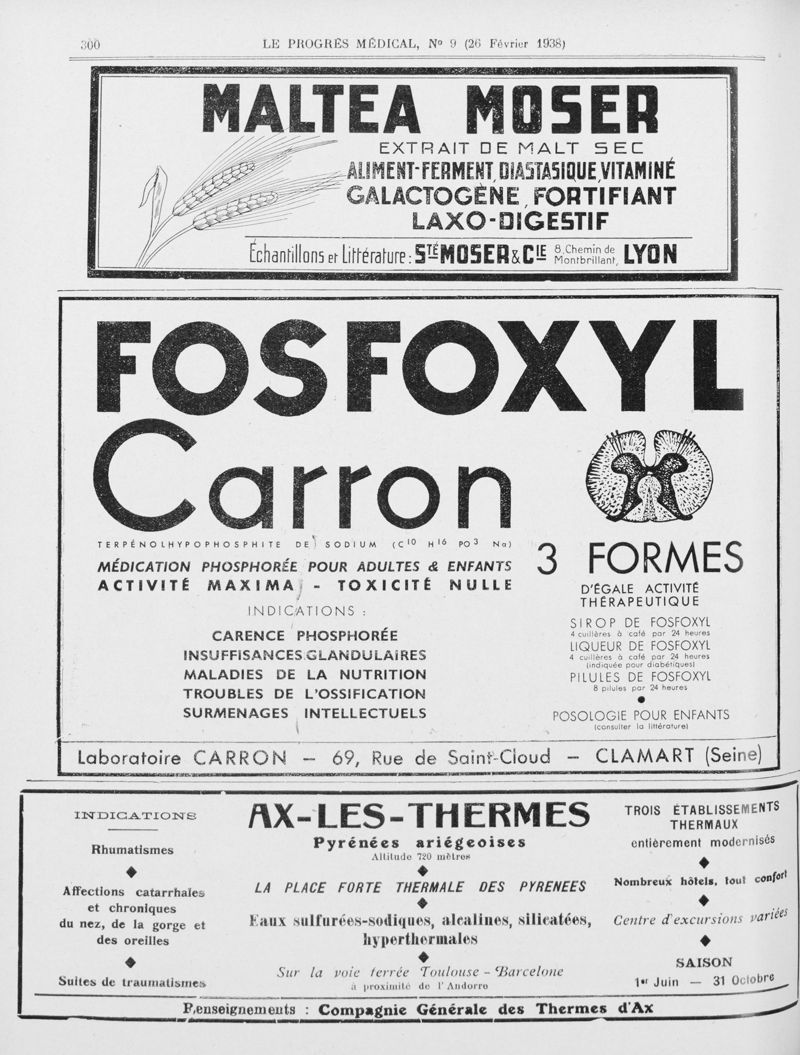 300
LE PROGRÈS MÉDICAL, Nº 9 (26 Février 1938)
MALTEA MOSER
EXTRAIT DE MALT SEC
ALIMENT-FERMENT, DIASTASIQUE, VITAMINÉ
GALACTOGÈNE, FORTIFIANT
LAXO-DIGESTIF
Échantillons et Littérature : STÉ MOSER & CIE 8, Chemin de Montbrillant, LYON
FOSFOXYL
Carron
TERPÉNOLHYPOPHOSPHITE DE SODIUM (C10 H16 PO3 Na)
MÉDICATION PHOSPHORÉE POUR ADULTES & ENFANTS
ACTIVITÉ MAXIMA - TOXICITÉ NULLE
INDICATIONS :
CARENCE PHOSPHORÉE
INSUFFISANCES GLANDULAIRES
MALADIES DE LA NUTRITION
TROUBLES DE L'OSSIFICATION
SURMENAGES INTELLECTUELS
3 FORMES
D'ÉGALE ACTIVITÉ
THÉRAPEUTIQUE
SIROP DE FOSFOXYL
4 cuillères à café par 24 heures
LIQUEUR DE FOSFOXYL
4 cuillères à café par 24 heures
(indiquée pour diabétiques)
PILULES DE FOSFOXYL
8 pilules par 24 heures
POSOLOGIE POUR ENFANTS
(consulter la littérature)
Laboratoire CARRON — 69, Rue de Saint-Cloud — CLAMART (Seine)
INDICATIONS
Rhumatismes
Affections catarrhales
et chroniques
du nez, de la gorge et
des oreilles
Suites de traumatismes
AX-LES-THERMES
Pyrénées ariégeoises
Altitude 720 mètres
LA PLACE FORTE THERMALE DES PYRENEES
Eaux sulfurées-sodiques, alcalines, silicatées,
hyperthermales
Sur la voie ferrée Toulouse - Barcelone
à proximité de l'Andorre
TROIS ÉTABLISSEMENTS
THERMAUX
entièrement modernisés
Nombreux hôtels, tout confort
Centre d'excursions variées
SAISON
1er Juin — 31 Octobre
Renseignements : Compagnie Générale des Thermes d'Ax